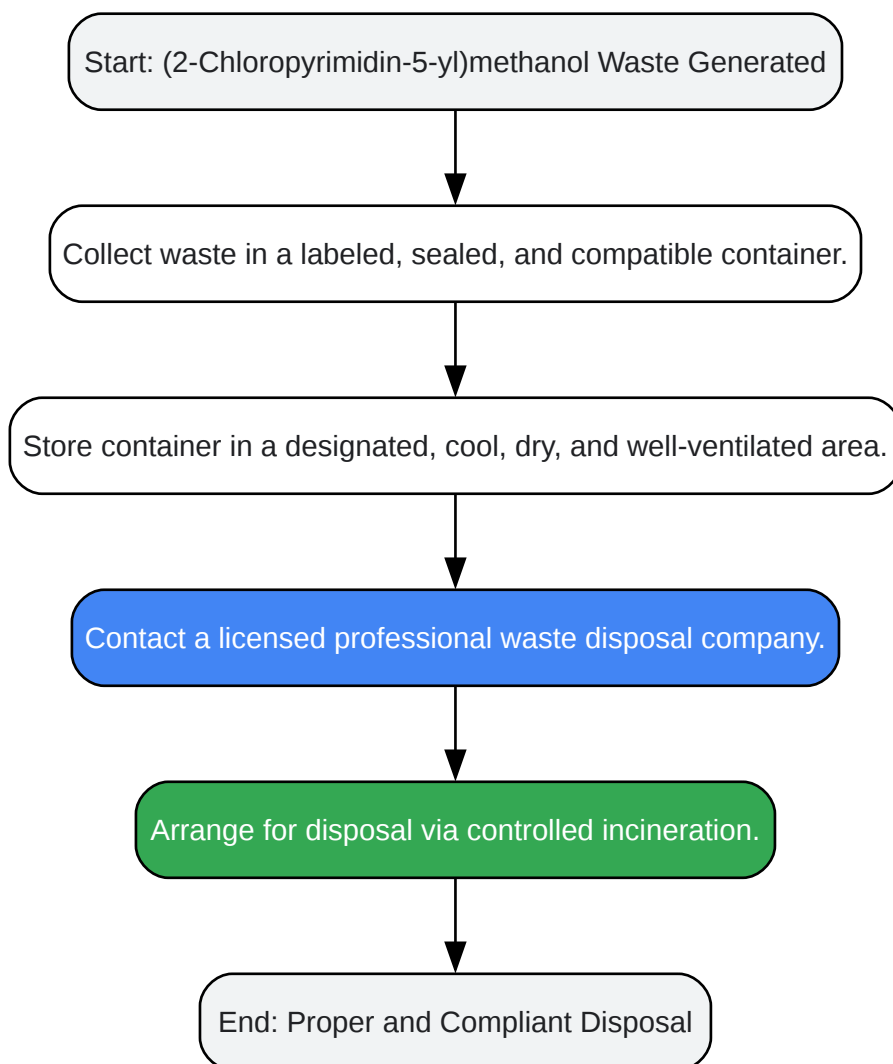 Start: (2-Chloropyrimidin-5-yl)methanol Waste Generated
Collect waste in a labeled, sealed, and compatible container.
Store container in a designated, cool, dry, and well-ventilated area.
Contact a licensed professional waste disposal company.
Arrange for disposal via controlled incineration.
End: Proper and Compliant Disposal